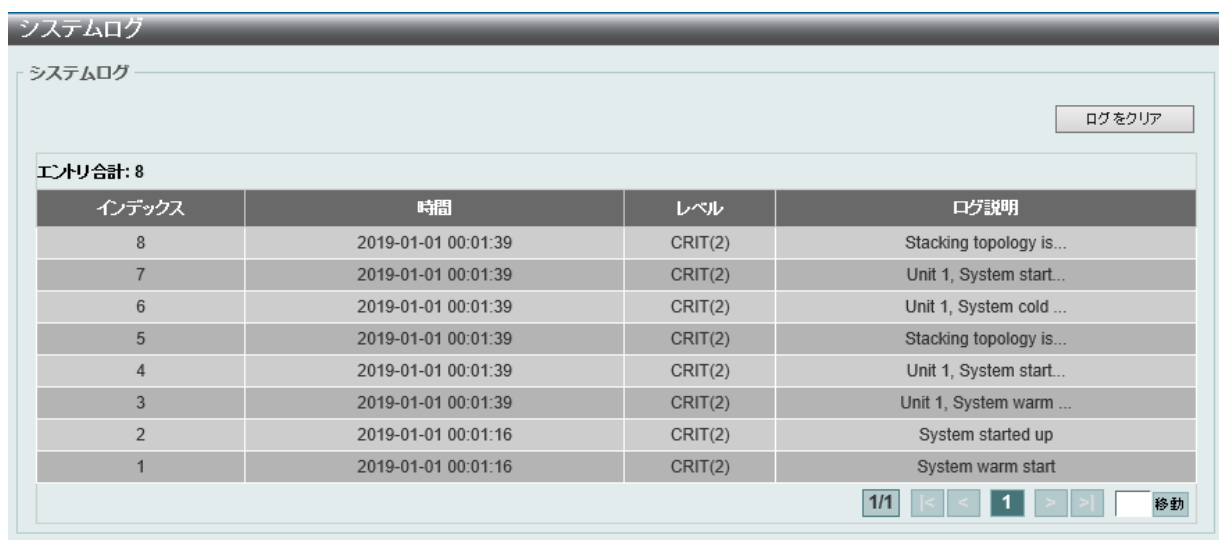 システムログ
システムログ
ログをクリア
エントリ合計: 8
インデックス 時間 レベル ログ説明
8 2019-01-01 00:01:39 CRIT(2) Stacking topology is...
7 2019-01-01 00:01:39 CRIT(2) Unit 1, System start...
6 2019-01-01 00:01:39 CRIT(2) Unit 1, System cold ...
5 2019-01-01 00:01:39 CRIT(2) Stacking topology is...
4 2019-01-01 00:01:39 CRIT(2) Unit 1, System start...
3 2019-01-01 00:01:39 CRIT(2) Unit 1, System warm ...
2 2019-01-01 00:01:16 CRIT(2) System started up
1 2019-01-01 00:01:16 CRIT(2) System warm start
1/1 |< < 1 > >| 移動